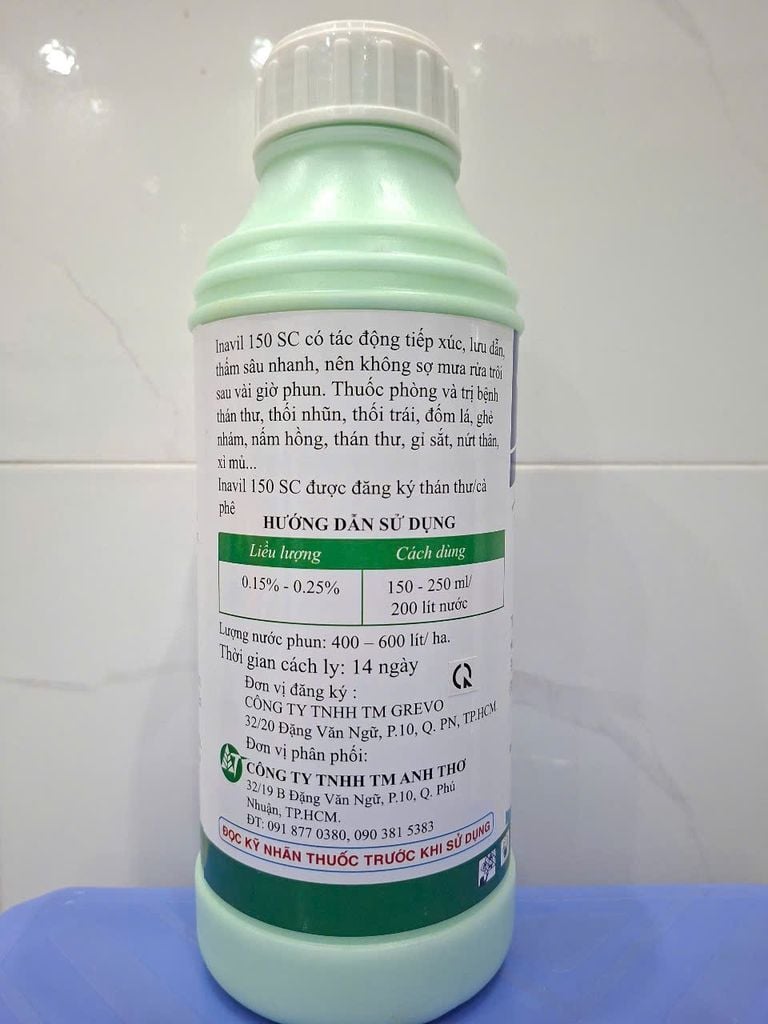 Inavil 150 SC có tác động tiếp xúc, lưu dẫn,
thấm sâu nhanh, nên không sợ mưa rửa trôi
sau vài giờ phun. Thuốc phòng và trị bệnh
thán thư, thối nhũn, thối trái, đốm lá, ghẻ
nhám, nấm hồng, thán thư, gỉ sắt, nứt thân,
xì mủ...
Inavil 150 SC được đăng ký thán thư/cà
phê
HƯỚNG DẪN SỬ DỤNG
Liều lượng Cách dùng
0.15% - 0.25% 150 - 250 ml/
200 lít nước
Lượng nước phun: 400 – 600 lít/ ha.
Thời gian cách ly: 14 ngày
Đơn vị đăng ký :
CÔNG TY TNHH TM GREVO
32/20 Đặng Văn Ngữ, P.10, Q. PN, TP.HCM
Đơn vị phân phối:
CÔNG TY TNHH TM ANH THƠ
32/19 B Đặng Văn Ngữ, P.10, Q. Phú
Nhuận, TP.HCM.
ĐT: 091 877 0380, 090 381 5383
ĐỌC KỸ NHÃN THUỐC TRƯỚC KHI SỬ DỤNG